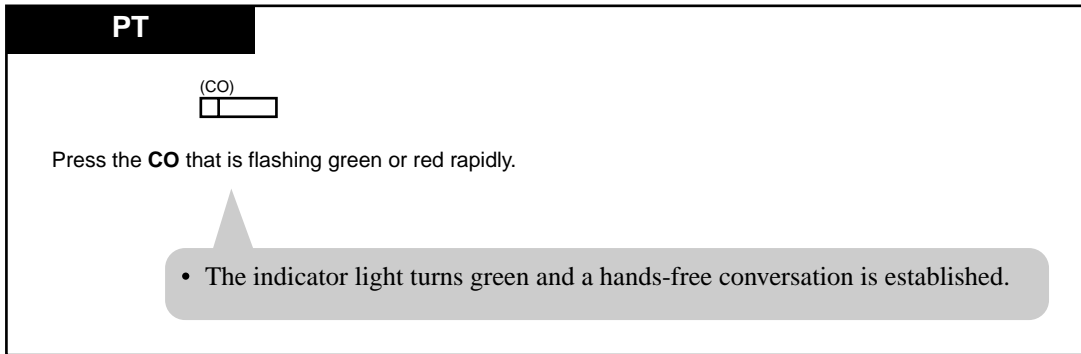 PT
(CO)
Press the CO that is flashing green or red rapidly.
• The indicator light turns green and a hands-free conversation is established.